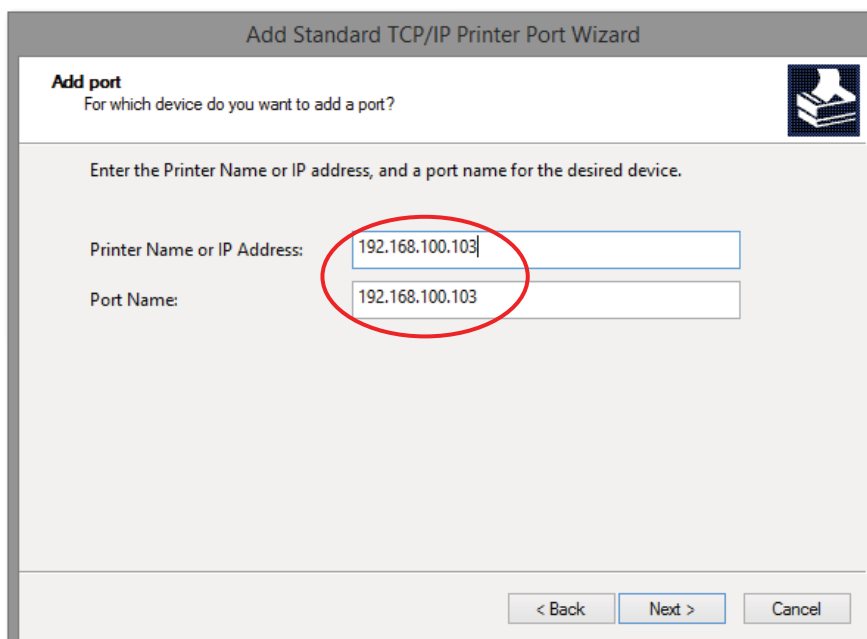 Add Standard TCP/IP Printer Port Wizard
Add port
For which device do you want to add a port?
Enter the Printer Name or IP address, and a port name for the desired device.
Printer Name or IP Address: 192.168.100.103
Port Name: 192.168.100.103
< Back Next > Cancel